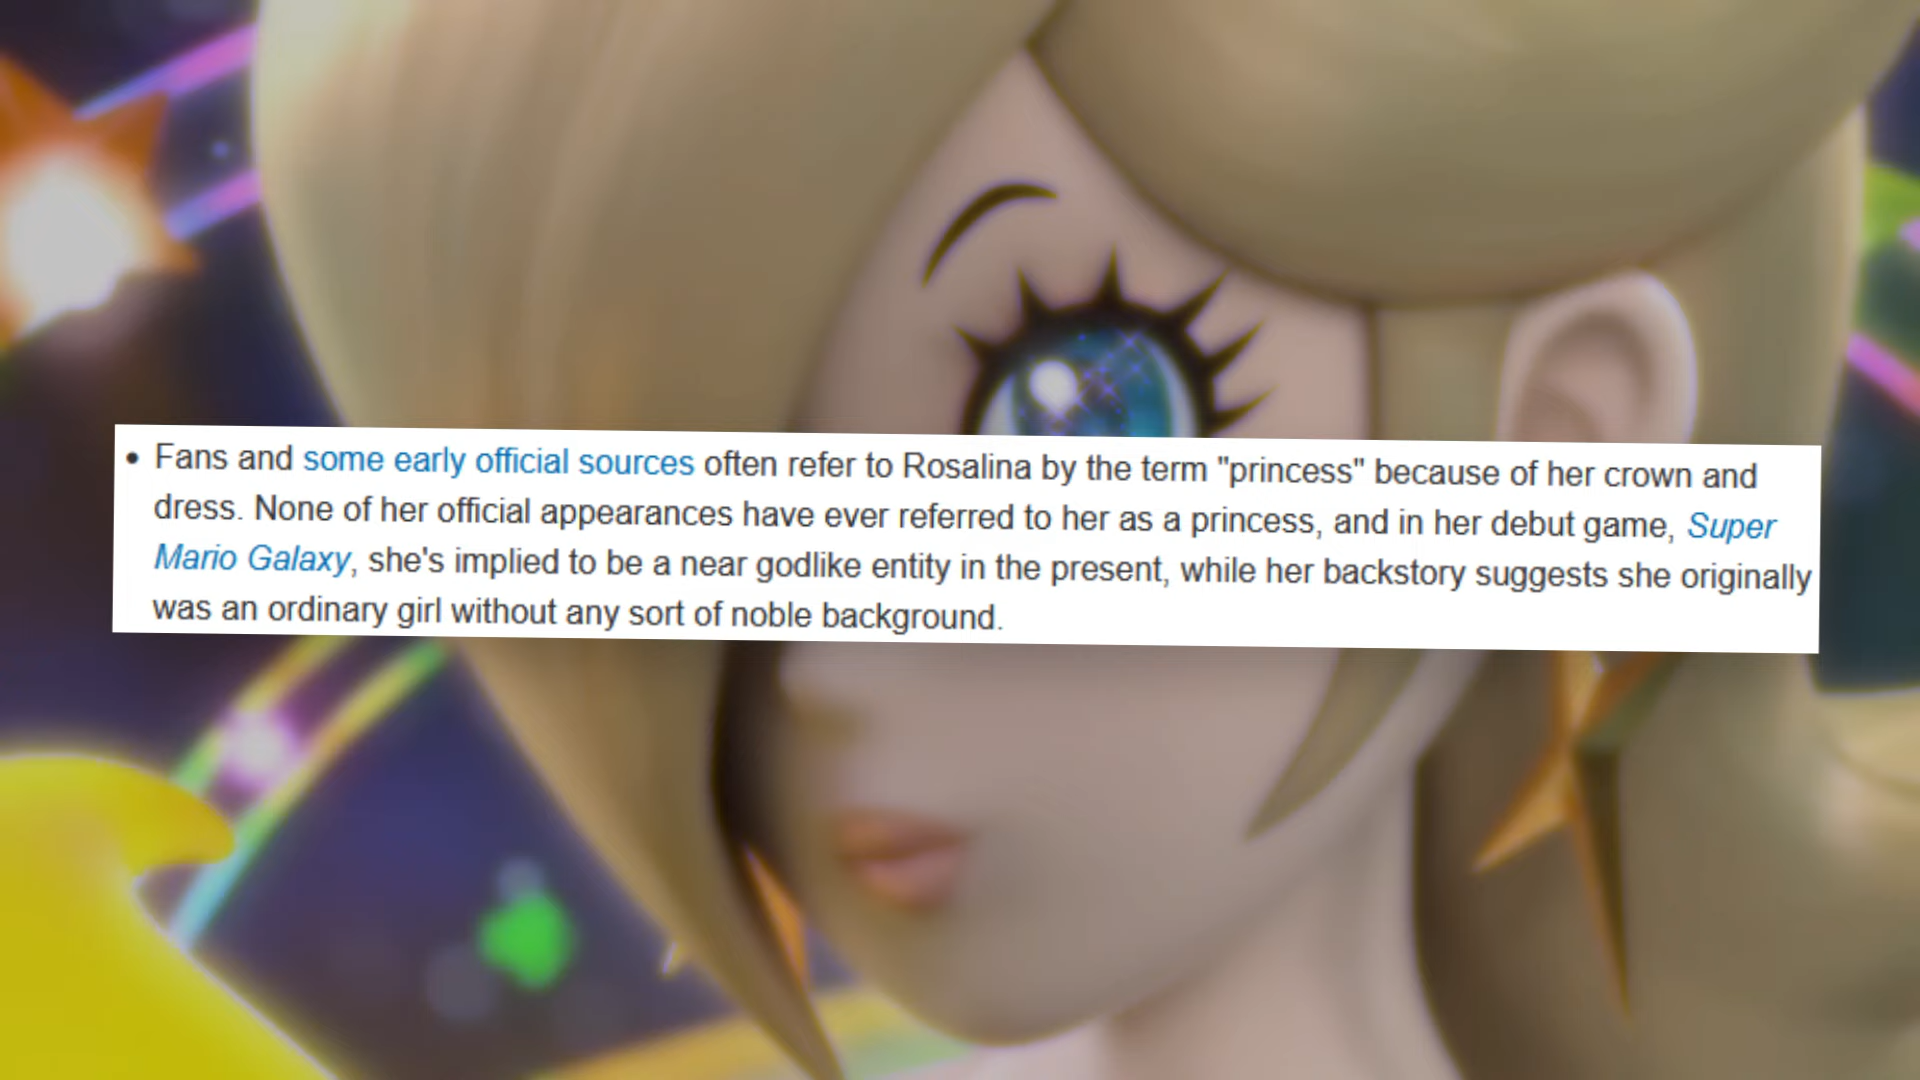 • Fans and some early official sources often refer to Rosalina by the term "princess" because of her crown and
dress. None of her official appearances have ever referred to her as a princess, and in her debut game, Super
Mario Galaxy, she's implied to be a near godlike entity in the present, while her backstory suggests she originally
was an ordinary girl without any sort of noble background.